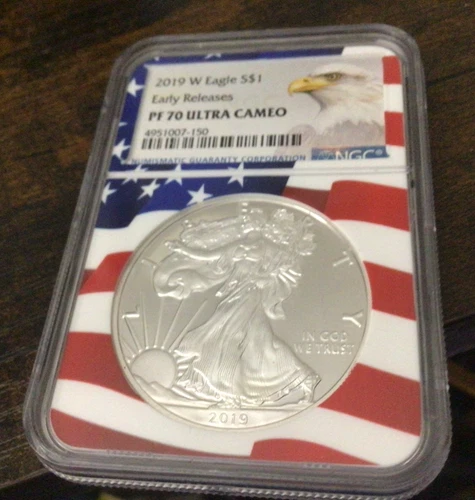 2019 W Eagle S$1
Early Releases
PF 70 ULTRA CAMEO
4951007-150
NUMISMATIC GUARANTY CORPORATION
NGC
L I T Y
IN GOD
WE TRUST
2019